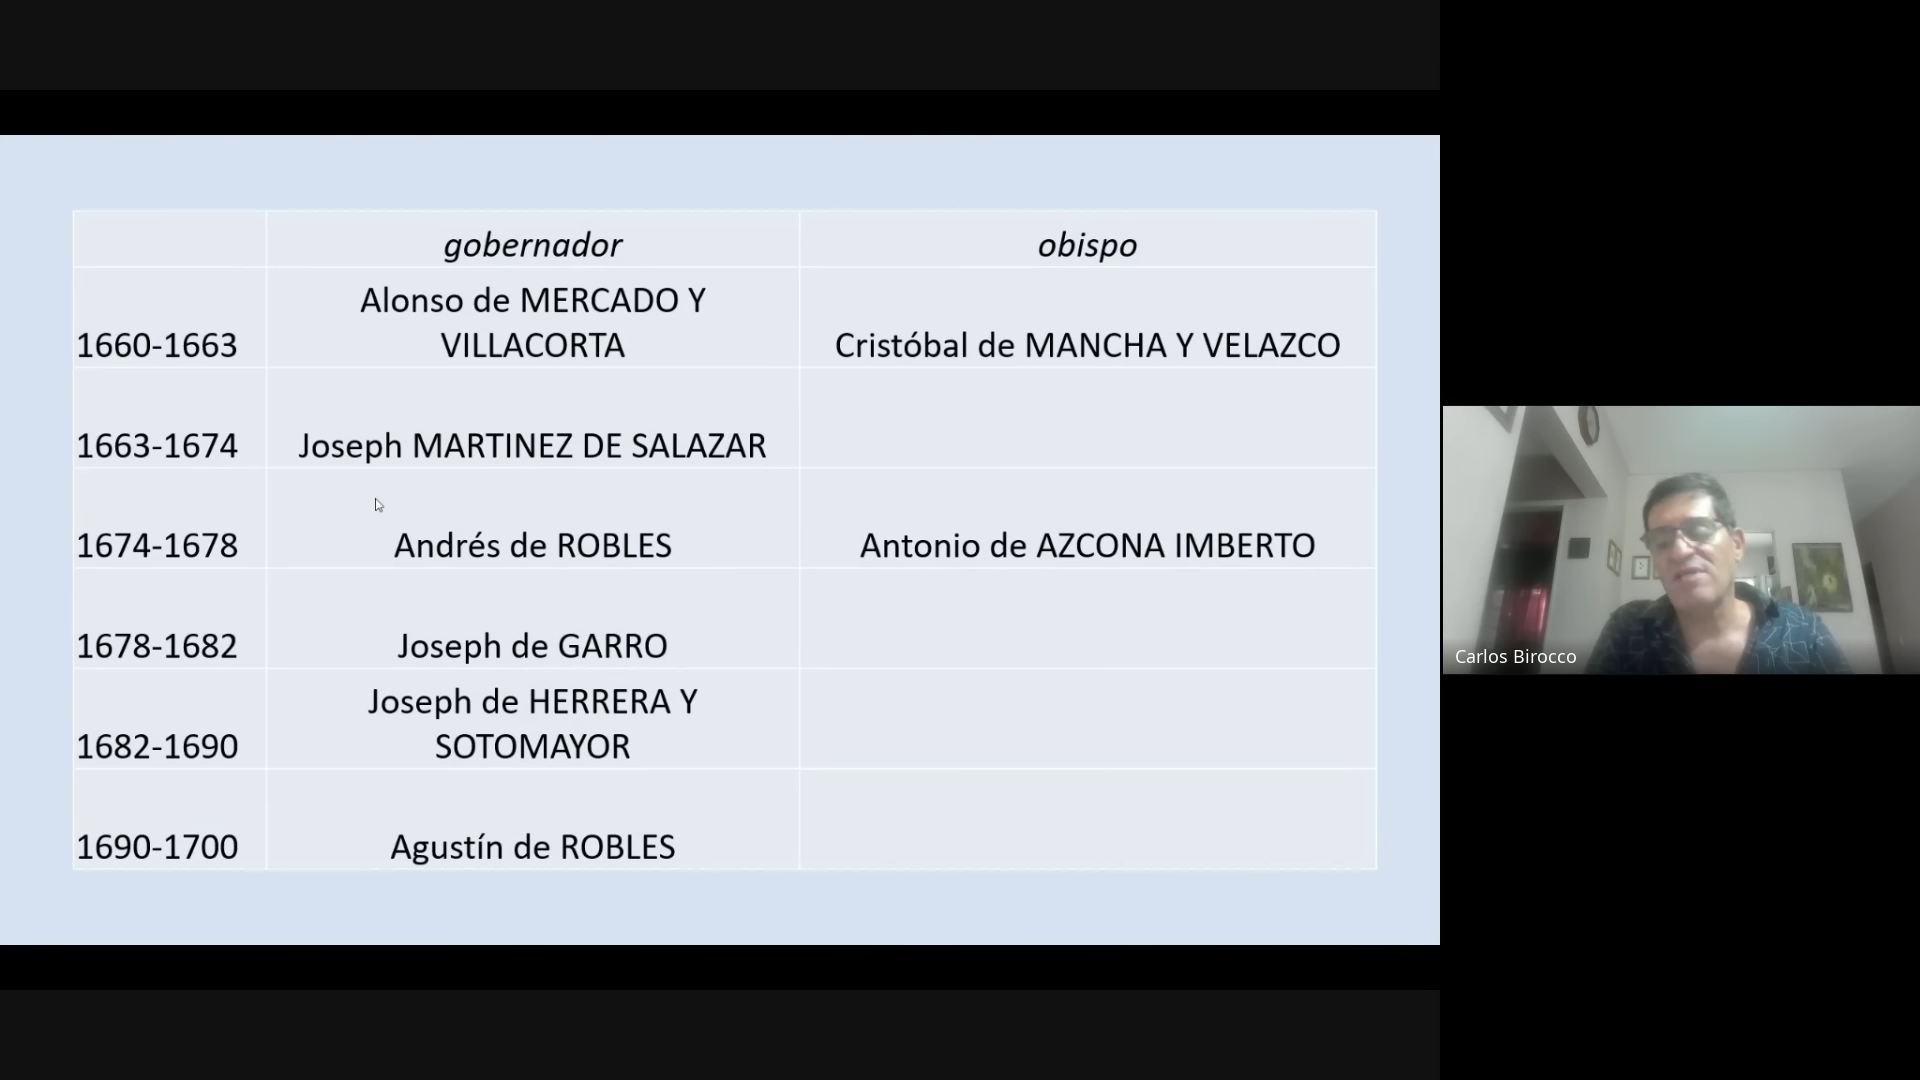 gobernador obispo
Alonso de MERCADO Y
1660-1663 VILLACORTA Cristóbal de MANCHA Y VELAZCO
1663-1674 Joseph MARTINEZ DE SALAZAR
1674-1678 Andrés de ROBLES Antonio de AZCONA IMBERTO
1678-1682 Joseph de GARRO
Joseph de HERRERA Y
1682-1690 SOTOMAYOR
1690-1700 Agustín de ROBLES
Carlos Birocco